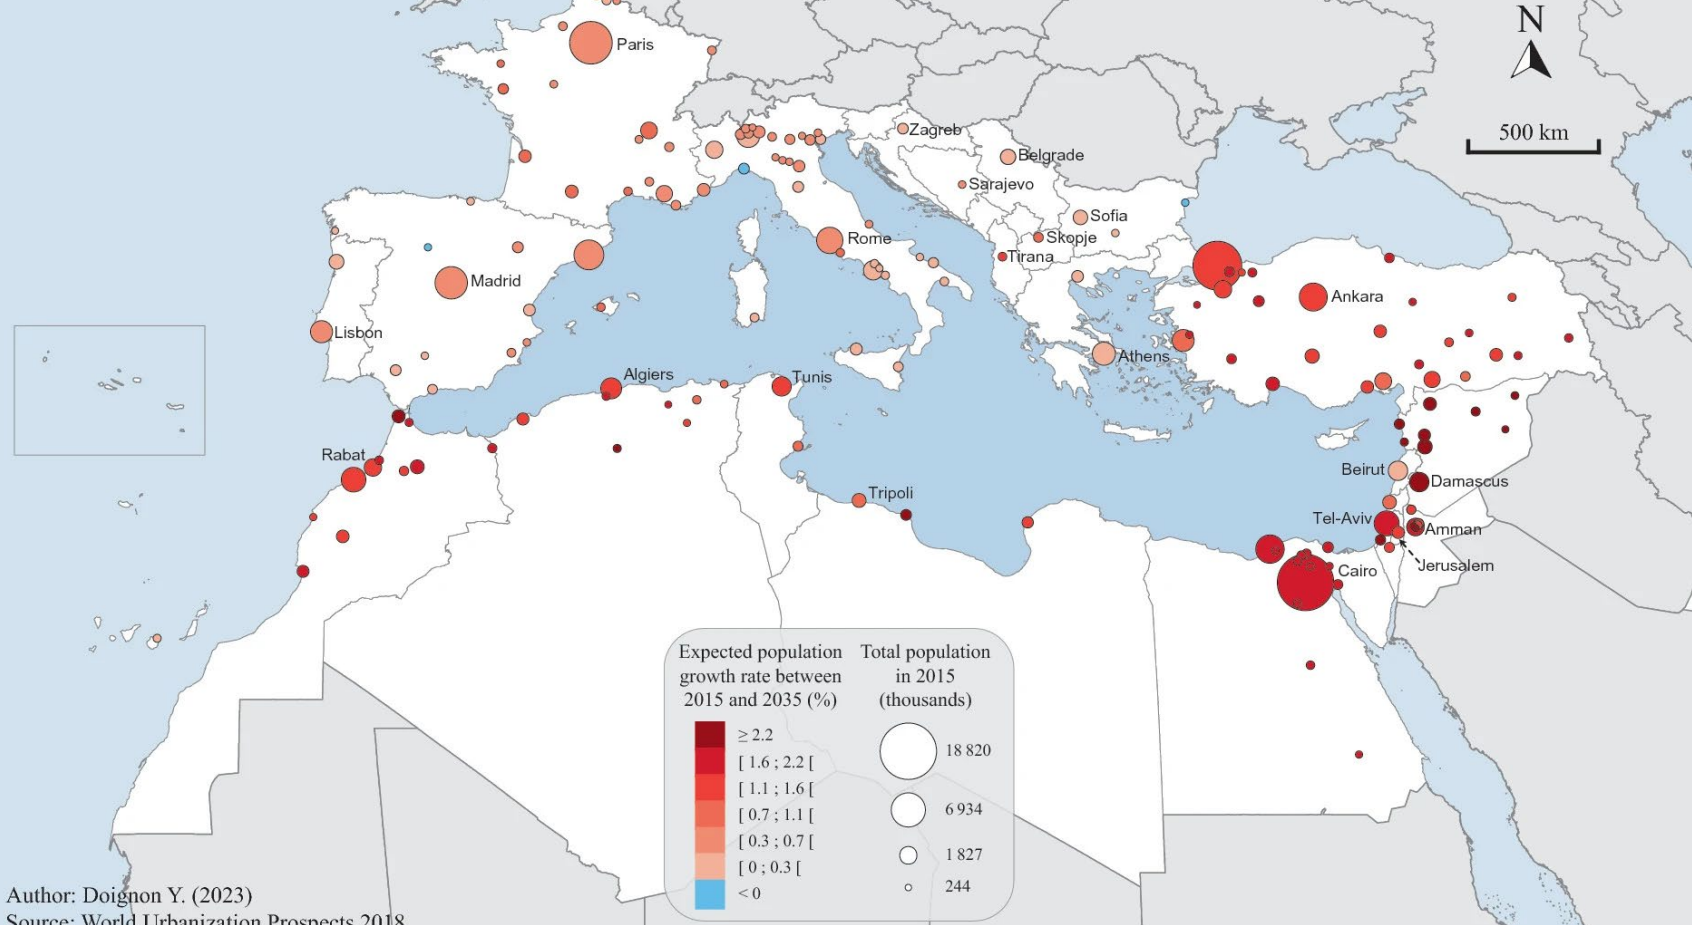 N
500 km
Paris
Zagreb
Belgrade
Sarajevo
Sofia
Skopje
Tirana
Rome
Madrid
Ankara
Lisbon
Athens
Algiers
Tunis
Rabat
Beirut
Damascus
Tripoli
Tel-Aviv
Amman
Jerusalem
Cairo
Expected population
growth rate between
2015 and 2035 (%)
≥ 2.2
[ 1.6 ; 2.2 [
[ 1.1 ; 1.6 [
[ 0.7 ; 1.1 [
[ 0.3 ; 0.7 [
[ 0 ; 0.3 [
< 0
Total population
in 2015
(thousands)
18 820
6 934
1 827
244
Author: Doignon Y. (2023)
Source: World Urbanization Prospects 2018